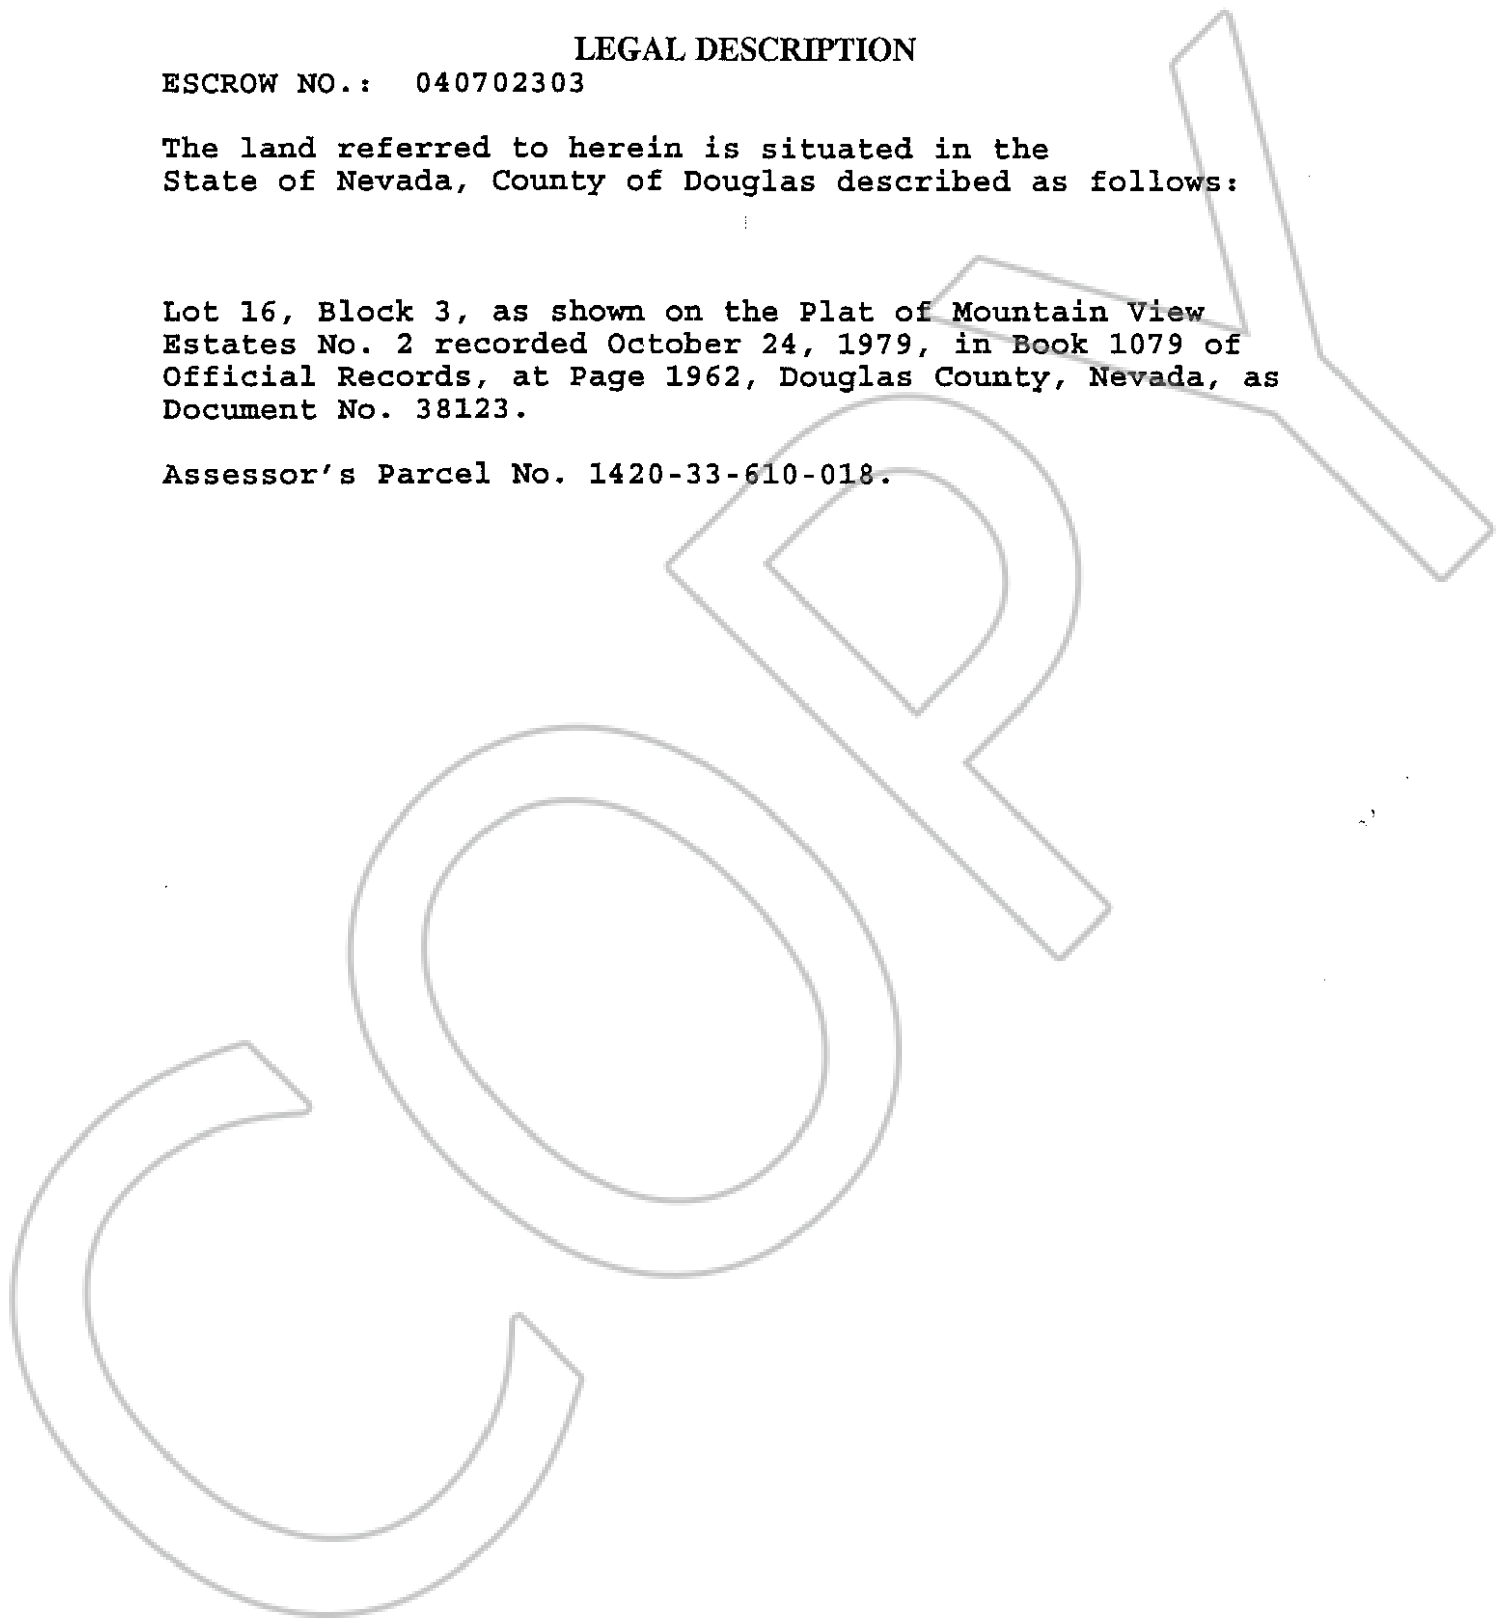 LEGAL DESCRIPTION
ESCROW NO.: 040702303
The land referred to herein is situated in the
State of Nevada, County of Douglas described as follows:
Lot 16, Block 3, as shown on the Plat of Mountain View
Estates No. 2 recorded October 24, 1979, in Book 1079 of
Official Records, at Page 1962, Douglas County, Nevada, as
Document No. 38123.
Assessor's Parcel No. 1420-33-610-018.
COPY